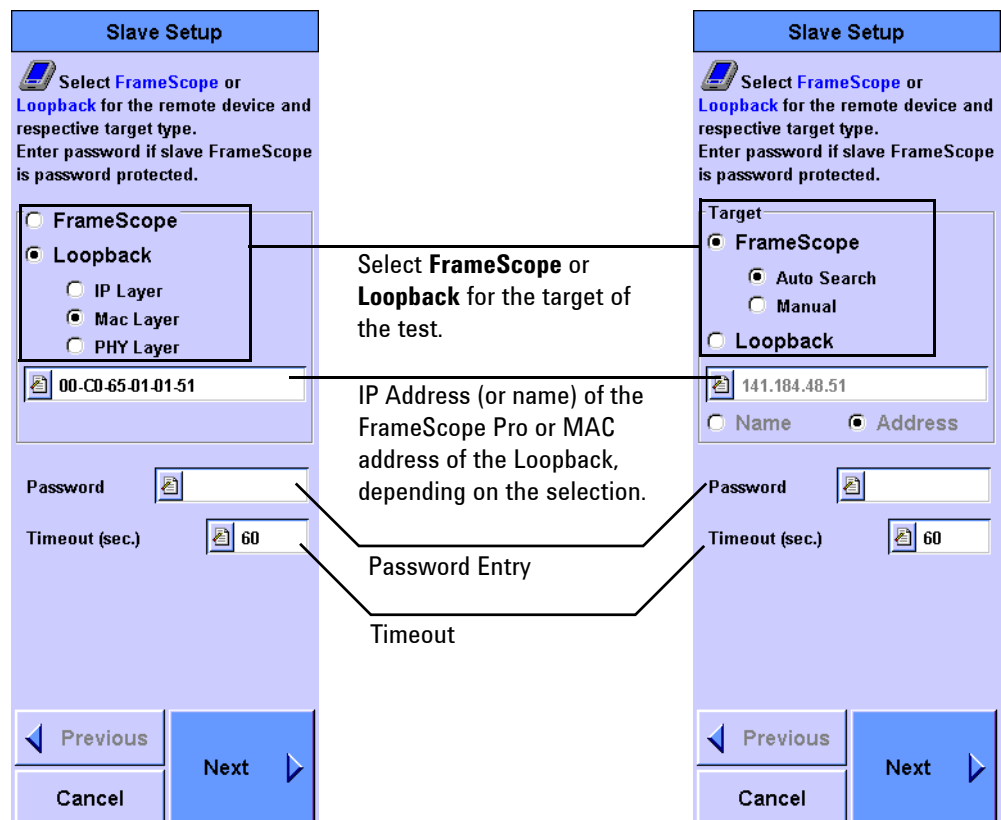 Slave Setup
Select FrameScope or
Loopback for the remote device and
respective target type.
Enter password if slave FrameScope
is password protected.
FrameScope
Loopback
IP Layer
Mac Layer
PHY Layer
00-C0-65-01-01-51
Password
Timeout (sec.)
60
Previous
Next
Cancel
Select FrameScope or
Loopback for the target of
the test.
IP Address (or name) of the
FrameScope Pro or MAC
address of the Loopback,
depending on the selection.
Password Entry
Timeout
Slave Setup
Select FrameScope or
Loopback for the remote device and
respective target type.
Enter password if slave FrameScope
is password protected.
Target
FrameScope
Auto Search
Manual
Loopback
141.184.48.51
Name
Address
Password
Timeout (sec.)
60
Previous
Next
Cancel